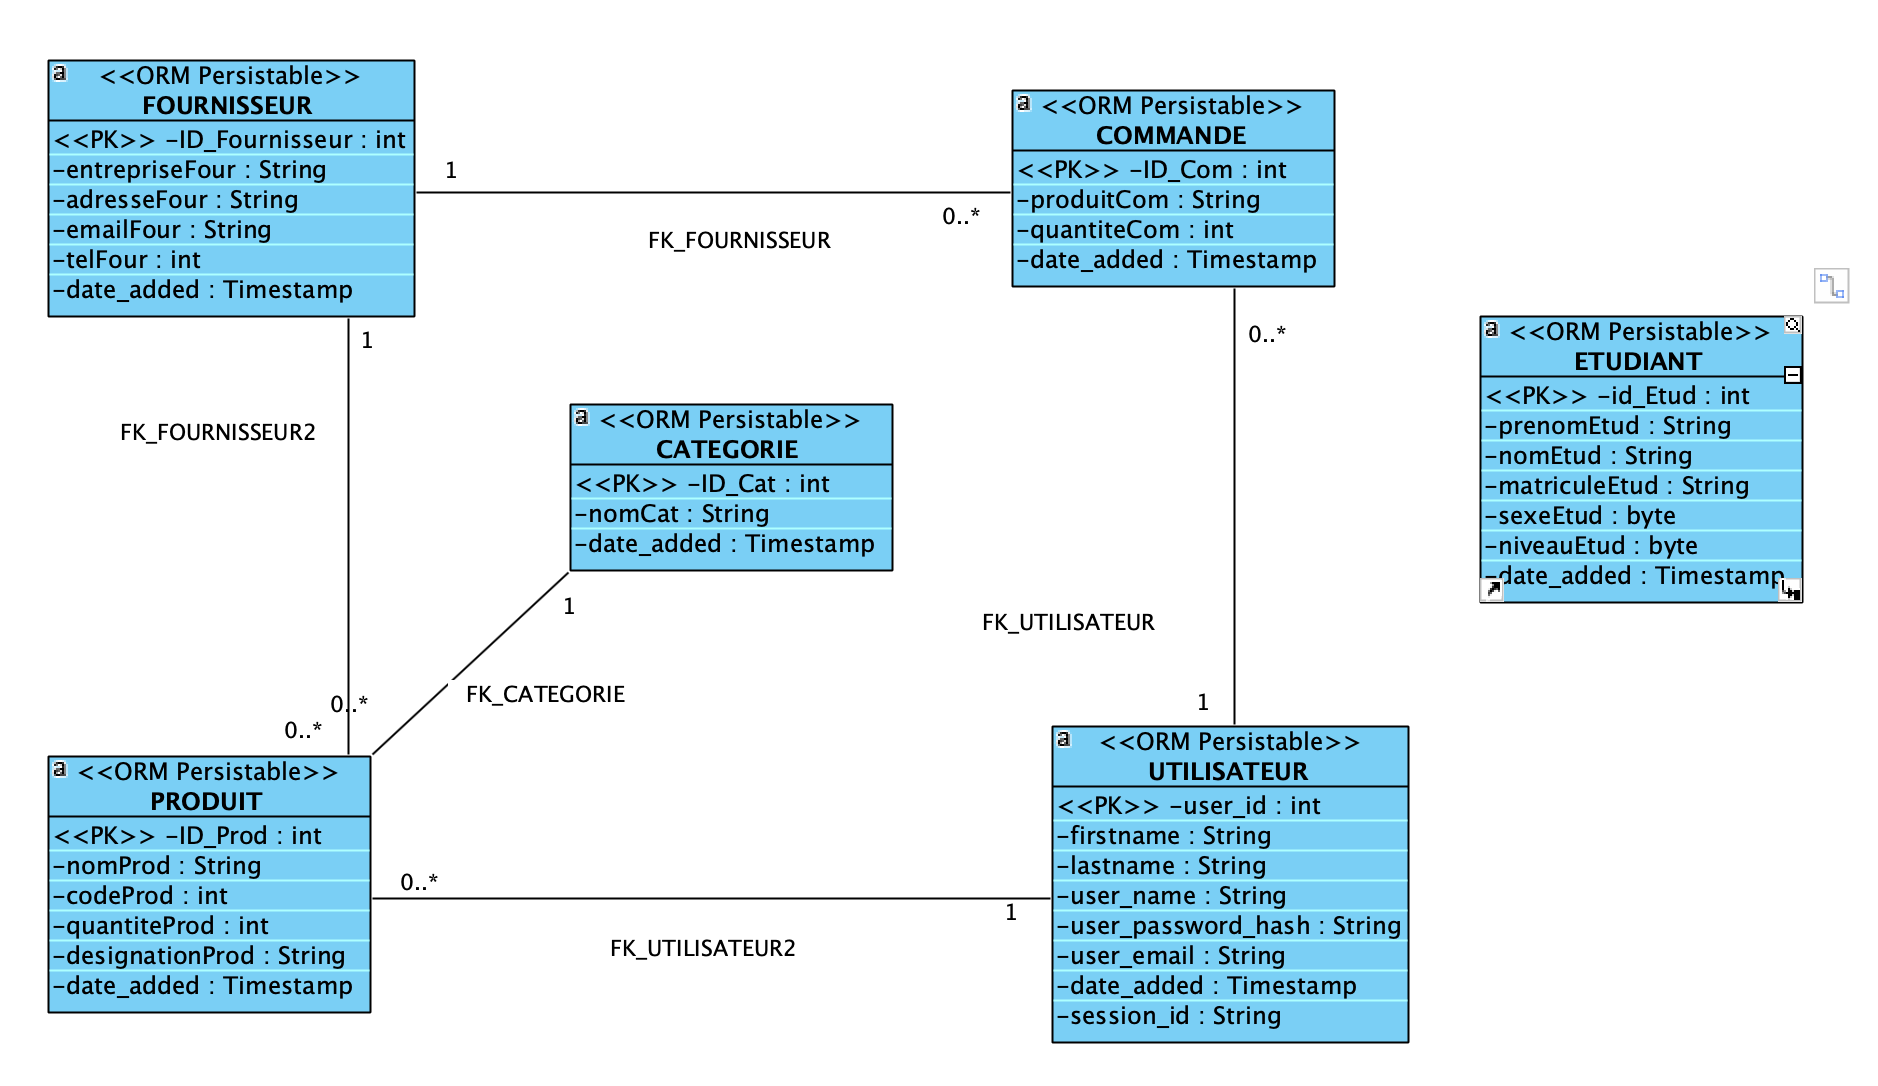 <<ORM Persistable>>
FOURNISSEUR
<<PK>> -ID_Fournisseur : int
-entrepriseFour : String
-adresseFour : String
-emailFour : String
-telFour : int
-date_added : Timestamp
1
0..*
FK_FOURNISSEUR
<<ORM Persistable>>
COMMANDE
<<PK>> -ID_Com : int
-produitCom : String
-quantiteCom : int
-date_added : Timestamp
1
FK_FOURNISSEUR2
0..*
0..*
<<ORM Persistable>>
CATEGORIE
<<PK>> -ID_Cat : int
-nomCat : String
-date_added : Timestamp
1
FK_CATEGORIE
0..*
FK_UTILISATEUR
1
<<ORM Persistable>>
ETUDIANT
<<PK>> -id_Etud : int
-prenomEtud : String
-nomEtud : String
-matriculeEtud : String
-sexeEtud : byte
-niveauEtud : byte
-date_added : Timestamp
<<ORM Persistable>>
PRODUIT
<<PK>> -ID_Prod : int
-nomProd : String
-codeProd : int
-quantiteProd : int
-designationProd : String
-date_added : Timestamp
0..*
1
FK_UTILISATEUR2
<<ORM Persistable>>
UTILISATEUR
<<PK>> -user_id : int
-firstname : String
-lastname : String
-user_name : String
-user_password_hash : String
-user_email : String
-date_added : Timestamp
-session_id : String